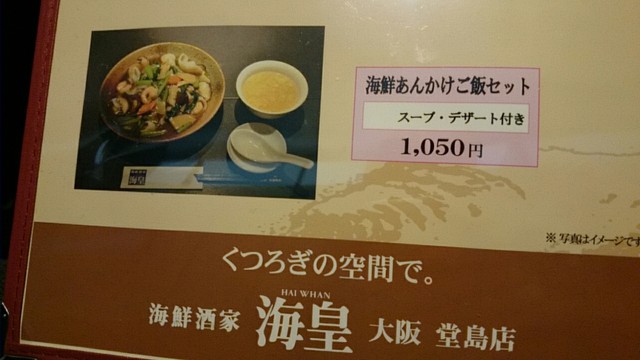 海鮮あんかけご飯セット
スープ・デザート付き
1,050円
※写真はイメージです
くつろぎの空間で。
HAI WHAN
海鮮酒家 海皇 大阪 堂島店
海皇